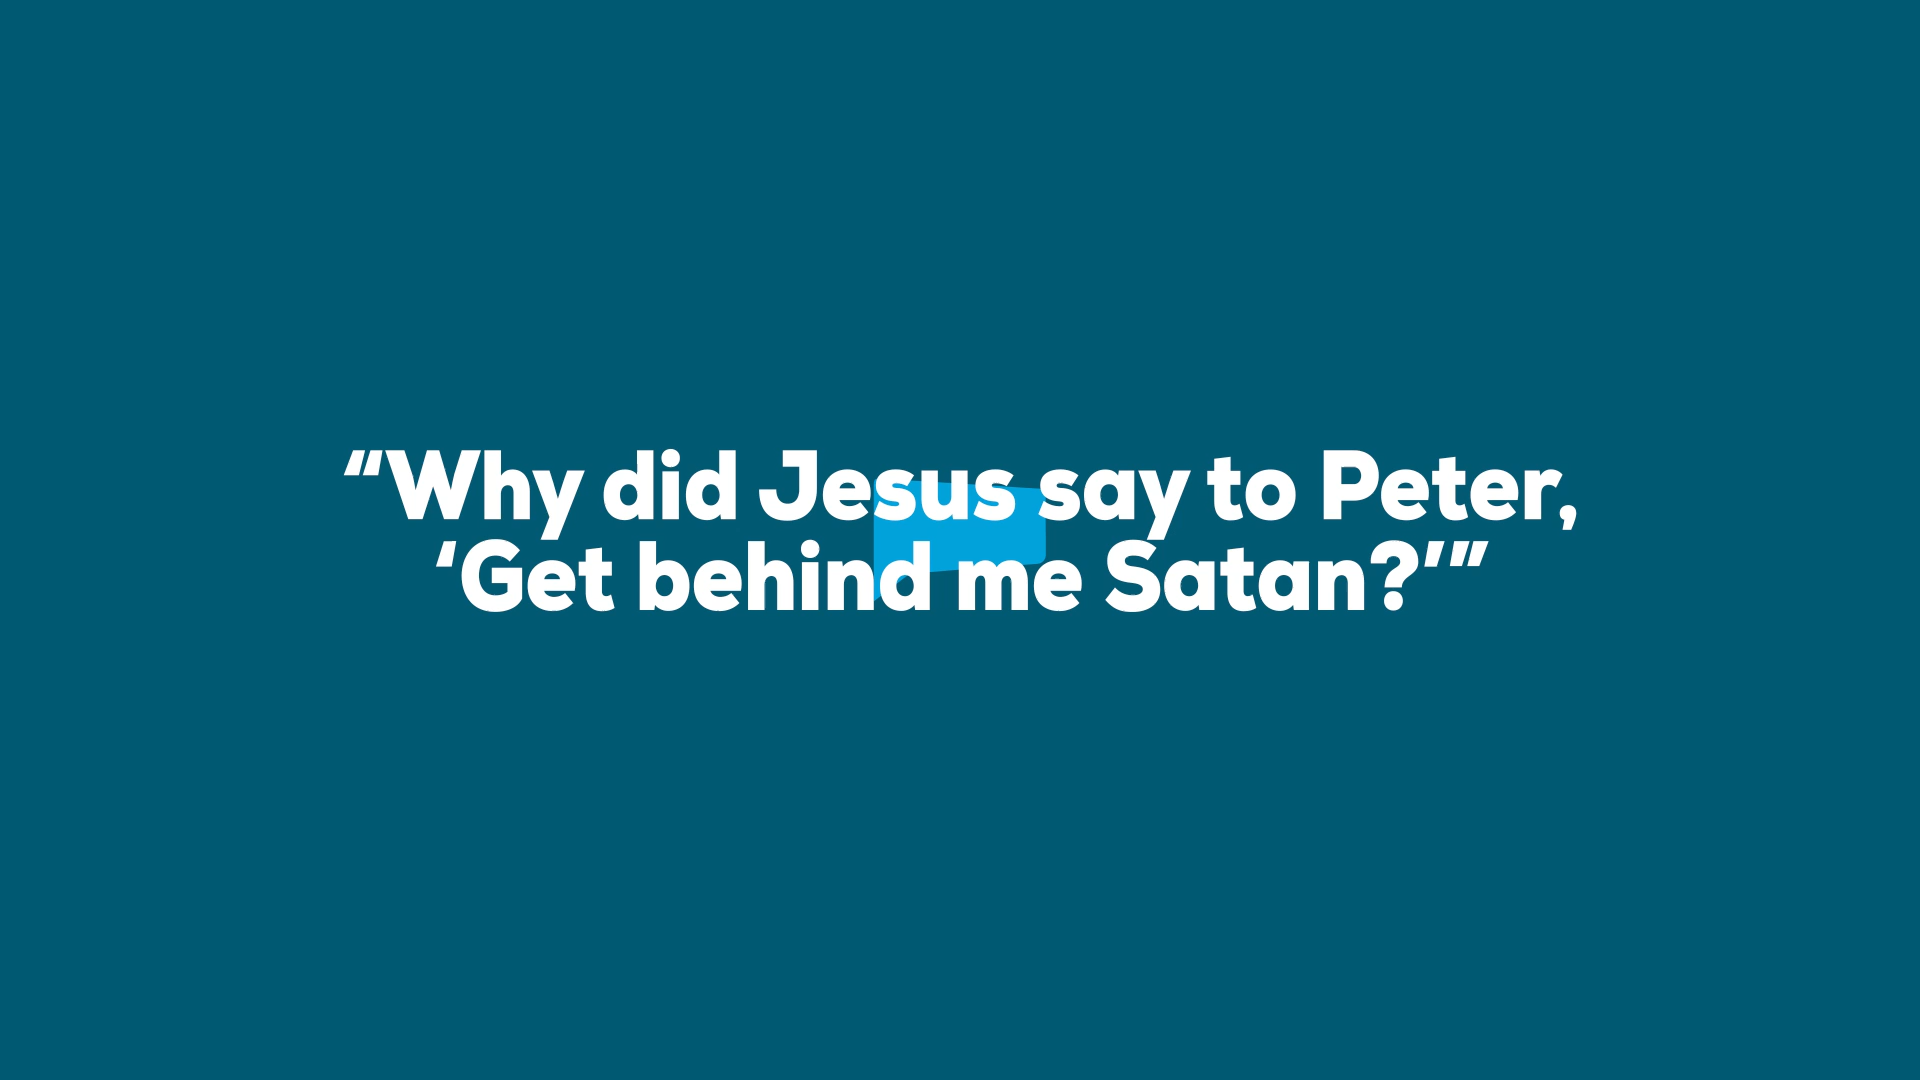 “Why did Jesus say to Peter,
‘Get behind me Satan?’”